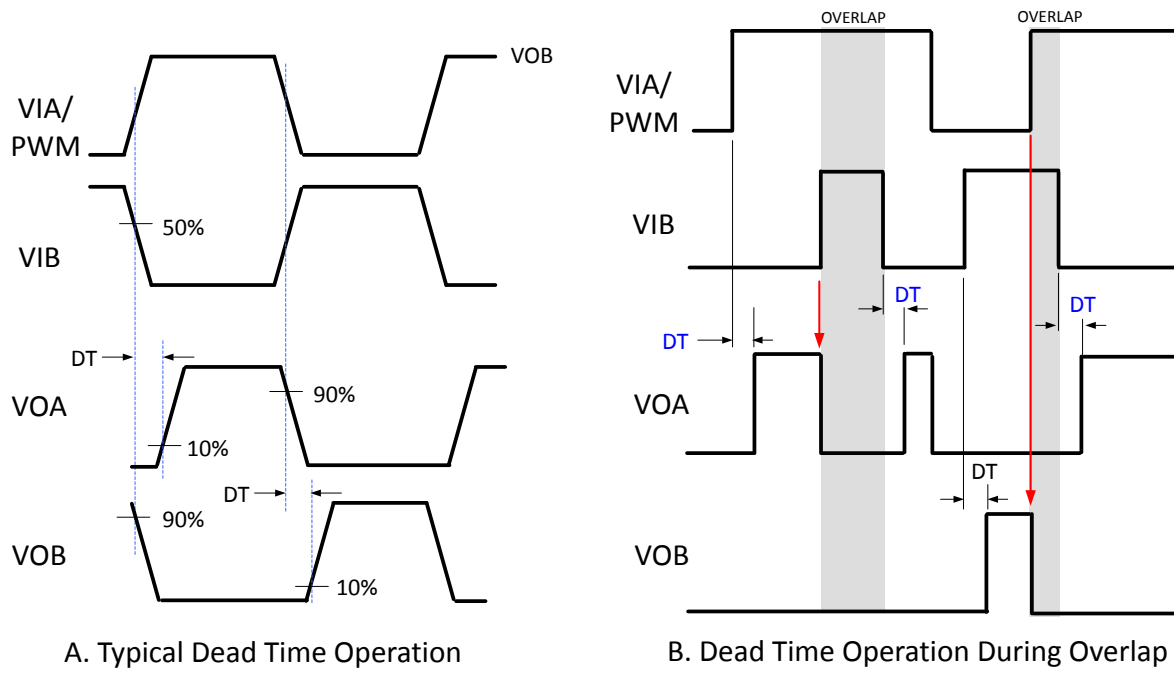 VOB
VIA/
PWM
50%
VIB
DT
VOA
90%
10%
DT
90%
VOB
10%
A. Typical Dead Time Operation
OVERLAP
OVERLAP
VIA/
PWM
VIB
DT
DT
DT
VOA
DT
VOB
B. Dead Time Operation During Overlap